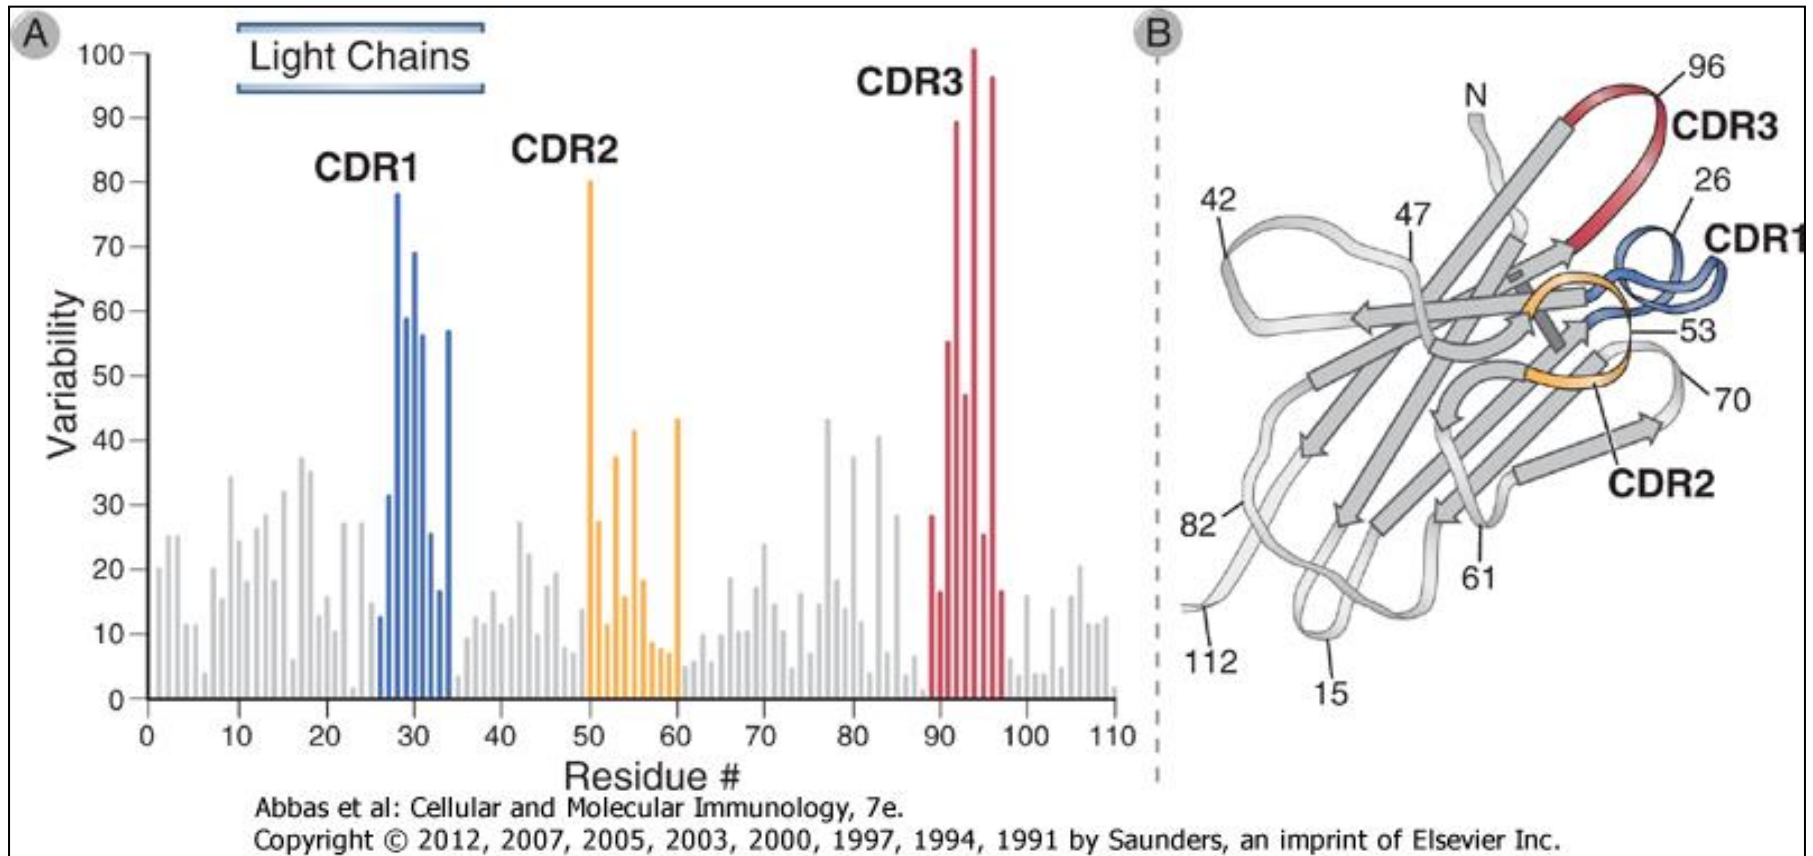 A
Light Chains
CDR1
CDR2
CDR3
Variability
100
90
80
70
60
50
40
30
20
10
0
0 10 20 30 40 50 60 70 80 90 100 110
Residue #
B
N
96
CDR3
26
CDR1
42
47
53
70
CDR2
82
61
112
15
Abbas et al: Cellular and Molecular Immunology, 7e.
Copyright © 2012, 2007, 2005, 2003, 2000, 1997, 1994, 1991 by Saunders, an imprint of Elsevier Inc.